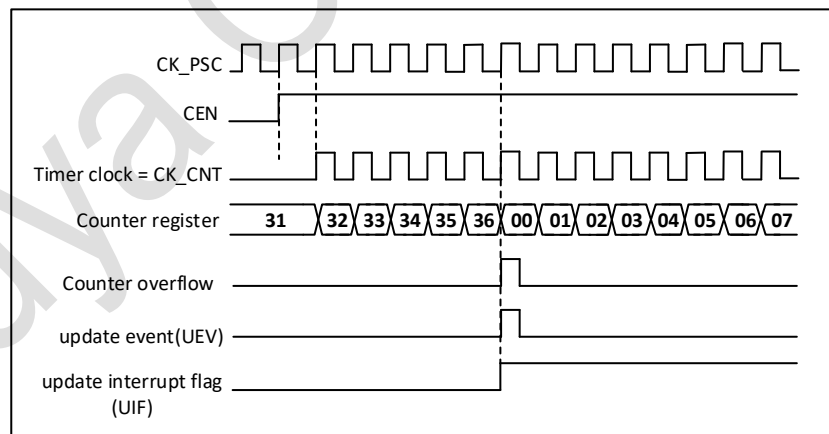 CK_PSC
CEN
Timer clock = CK_CNT
Counter register 31 32 33 34 35 36 00 01 02 03 04 05 06 07
Counter overflow
update event(UEV)
update interrupt flag
(UIF)